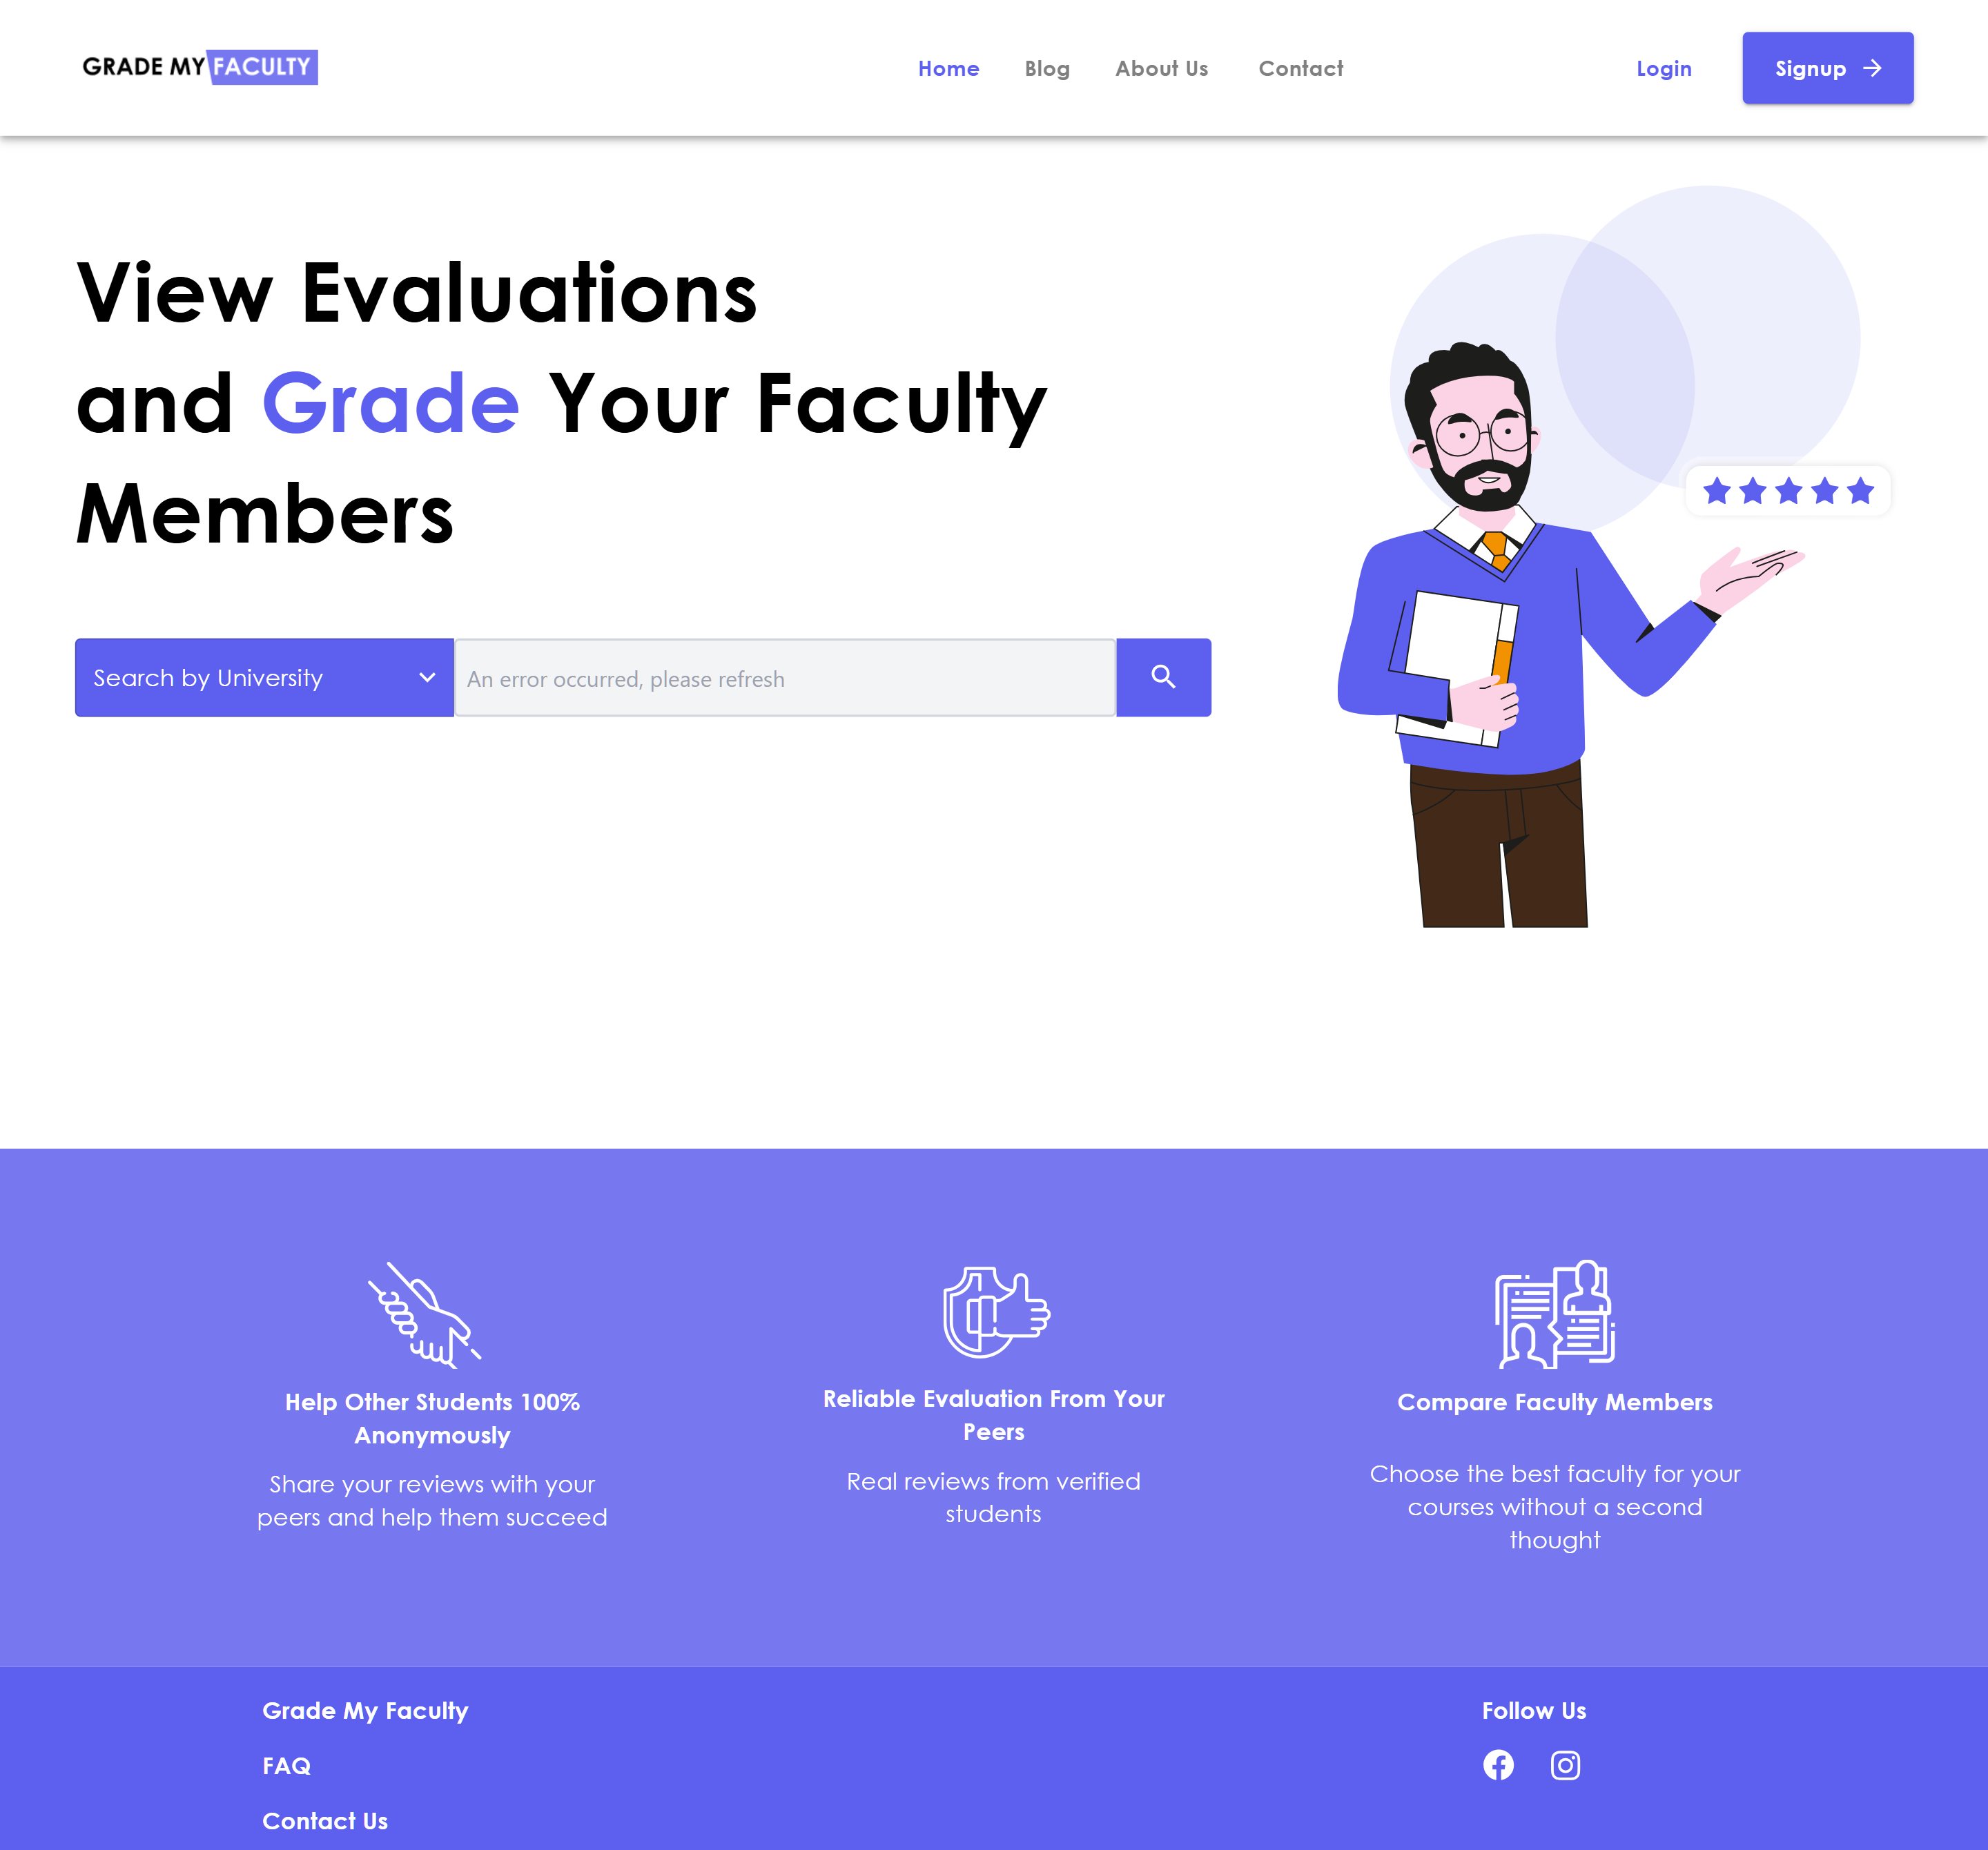 GRADE MY FACULTY
Home
Blog
About Us
Contact
Login
Signup
View Evaluations
and Grade Your Faculty
Members
Search by University
An error occurred, please refresh
Help Other Students 100%
Anonymously
Share your reviews with your
peers and help them succeed
Reliable Evaluation From Your
Peers
Real reviews from verified
students
Compare Faculty Members
Choose the best faculty for your
courses without a second
thought
Grade My Faculty
FAQ
Contact Us
Follow Us